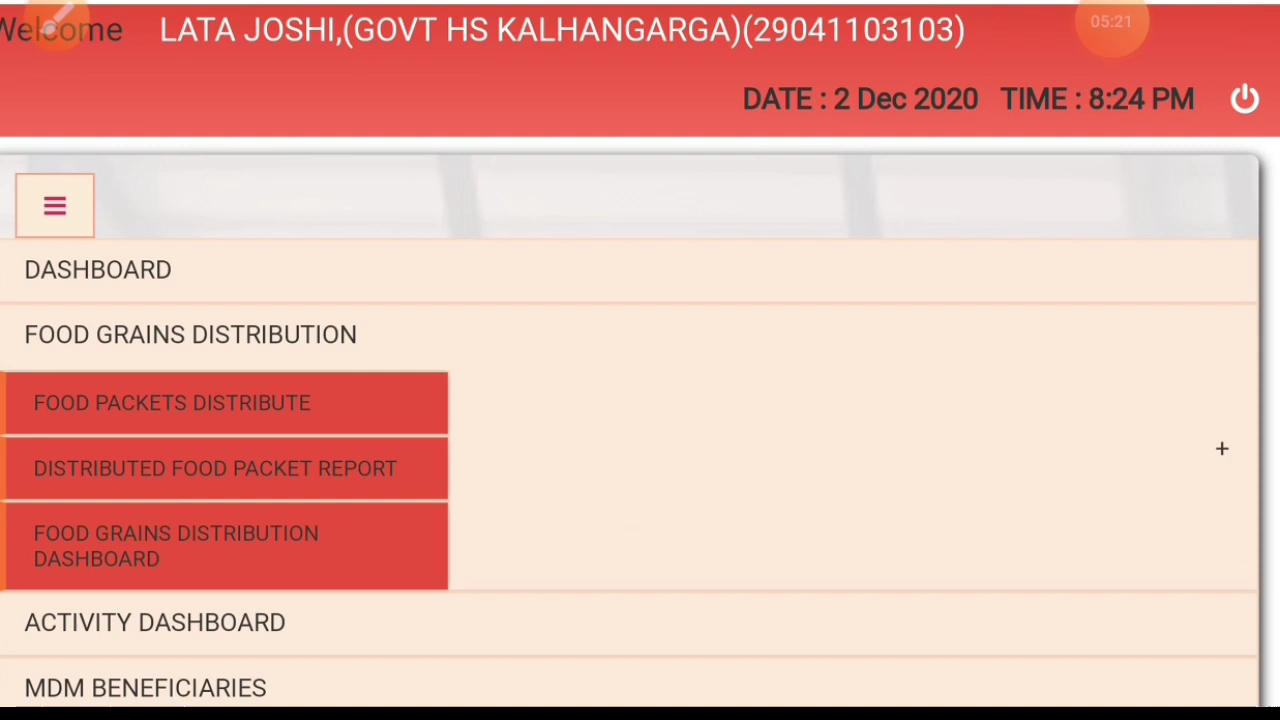 Welcome LATA JOSHI,(GOVT HS KALHANGARGA)(29041103103)
05:21
DATE : 2 Dec 2020 TIME : 8:24 PM
DASHBOARD
FOOD GRAINS DISTRIBUTION
FOOD PACKETS DISTRIBUTE
+
DISTRIBUTED FOOD PACKET REPORT
FOOD GRAINS DISTRIBUTION
DASHBOARD
ACTIVITY DASHBOARD
MDM BENEFICIARIES